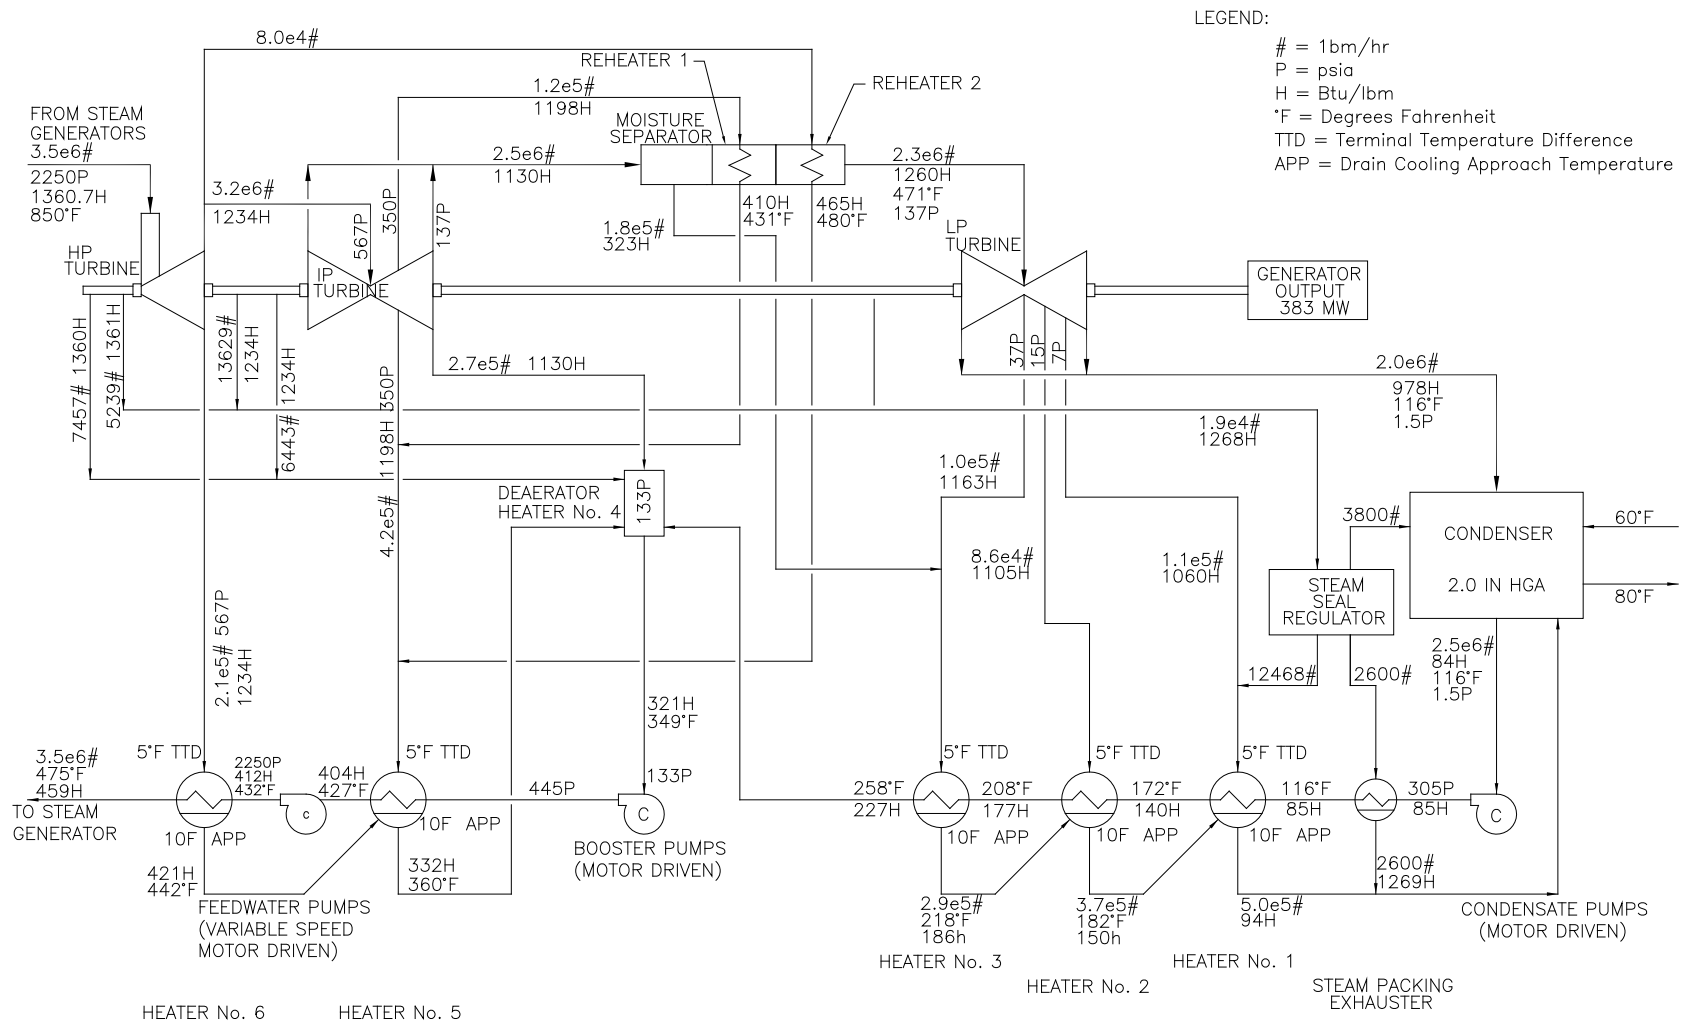 LEGEND:
# = 1bm/hr
P = psia
H = Btu/lbm
°F = Degrees Fahrenheit
TTD = Terminal Temperature Difference
APP = Drain Cooling Approach Temperature
8.0e4#
REHEATER 1
REHEATER 2
1.2e5#
1198H
MOISTURE
SEPARATOR
FROM STEAM
GENERATORS
3.5e6#
2250P
1360.7H
850°F
3.2e6#
1234H
2.5e6#
1130H
567P
350P
137P
2.3e6#
1260H
471°F
137P
410H
431°F
465H
480°F
1.8e5#
323H
HP
TURBINE
IP
TURBINE
LP
TURBINE
GENERATOR
OUTPUT
383 MW
7457# 1360H
5239# 1361H
13629#
1234H
6443# 1234H
2.7e5# 1130H
4.2e5# 1198H 350P
37P
15P
7P
2.0e6#
978H
116°F
1.5P
1.9e4#
1268H
1.0e5#
1163H
DEAERATOR
HEATER No. 4
133P
8.6e4#
1105H
1.1e5#
1060H
3800#
CONDENSER
2.0 IN HGA
60°F
80°F
STEAM
SEAL
REGULATOR
12468#
2600#
2.5e6#
84H
116°F
1.5P
2.1e5# 567P
1234H
321H
349°F
3.5e6#
475°F
459H
TO STEAM
GENERATOR
5°F TTD
2250P
412H
432°F
404H
427°F
5°F TTD
445P
133P
258°F
227H
5°F TTD
208°F
177H
5°F TTD
172°F
140H
5°F TTD
116°F
85H
305P
85H
c
C
C
10F APP
10F APP
10F APP
10F APP
10F APP
BOOSTER PUMPS
(MOTOR DRIVEN)
421H
442°F
332H
360°F
FEEDWATER PUMPS
(VARIABLE SPEED
MOTOR DRIVEN)
2.9e5#
218°F
186h
3.7e5#
182°F
150h
5.0e5#
94H
2600#
1269H
CONDENSATE PUMPS
(MOTOR DRIVEN)
HEATER No. 3
HEATER No. 2
HEATER No. 1
STEAM PACKING
EXHAUSTER
HEATER No. 6
HEATER No. 5